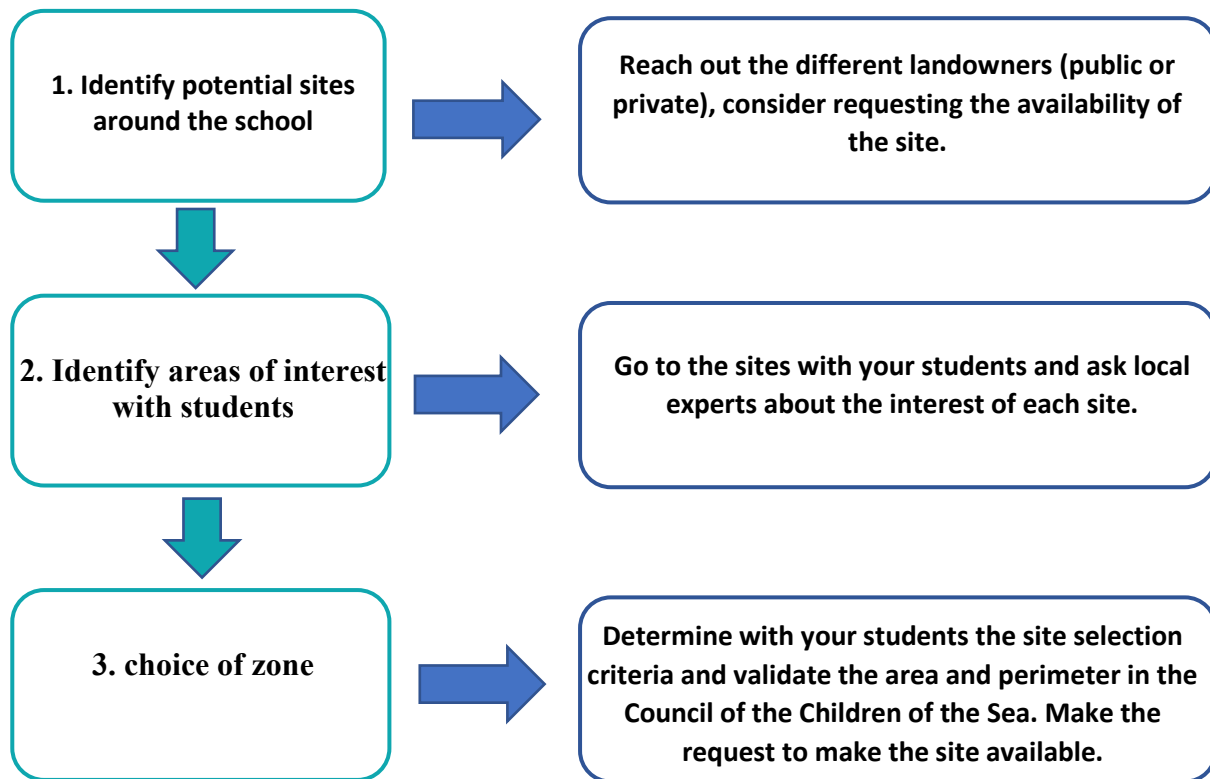 1. Identify potential sites
around the school
Reach out the different landowners (public or
private), consider requesting the availability of
the site.
2. Identify areas of interest
with students
Go to the sites with your students and ask local
experts about the interest of each site.
3. choice of zone
Determine with your students the site selection
criteria and validate the area and perimeter in the
Council of the Children of the Sea. Make the
request to make the site available.